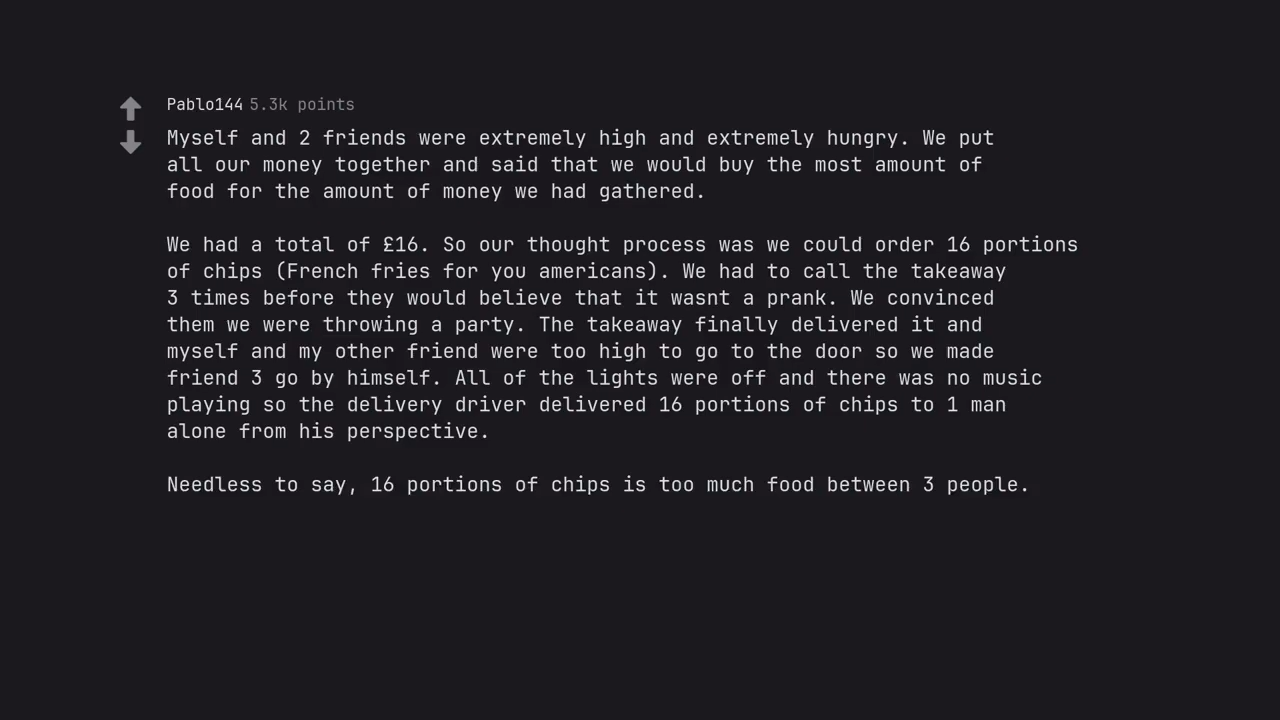 Pablo144 5.3k points
Myself and 2 friends were extremely high and extremely hungry. We put
all our money together and said that we would buy the most amount of
food for the amount of money we had gathered.
We had a total of £16. So our thought process was we could order 16 portions
of chips (French fries for you americans). We had to call the takeaway
3 times before they would believe that it wasnt a prank. We convinced
them we were throwing a party. The takeaway finally delivered it and
myself and my other friend were too high to go to the door so we made
friend 3 go by himself. All of the lights were off and there was no music
playing so the delivery driver delivered 16 portions of chips to 1 man
alone from his perspective.
Needless to say, 16 portions of chips is too much food between 3 people.